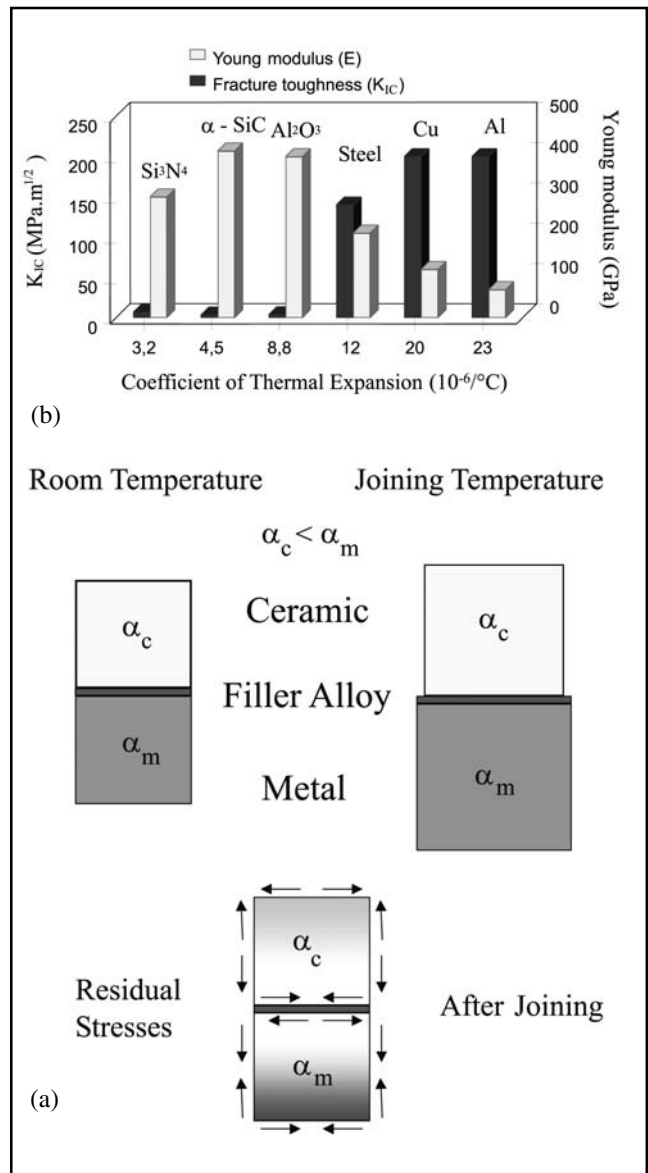 Young modulus (E)
Fracture toughness (K_IC)
250
200
150
100
50
0
K_IC (MPa.m^1/2)
Si³N⁴
α - SiC
Al²O³
Steel
Cu
Al
500
400
300
200
100
0
Young modulus (GPa)
3,2
4,5
8,8
12
20
23
Coefficient of Thermal Expansion (10⁻⁶/°C)
(b)
Room Temperature
Joining Temperature
α_c < α_m
α_c
Ceramic
α_c
Filler Alloy
α_m
Metal
α_m
α_c
Residual
Stresses
After Joining
α_m
(a)